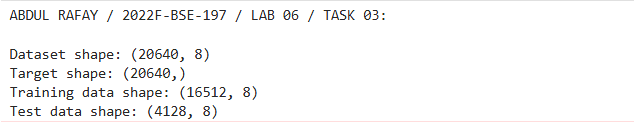 ABDUL RAFAY / 2022F-BSE-197 / LAB 06 / TASK 03:
Dataset shape: (20640, 8)
Target shape: (20640,)
Training data shape: (16512, 8)
Test data shape: (4128, 8)